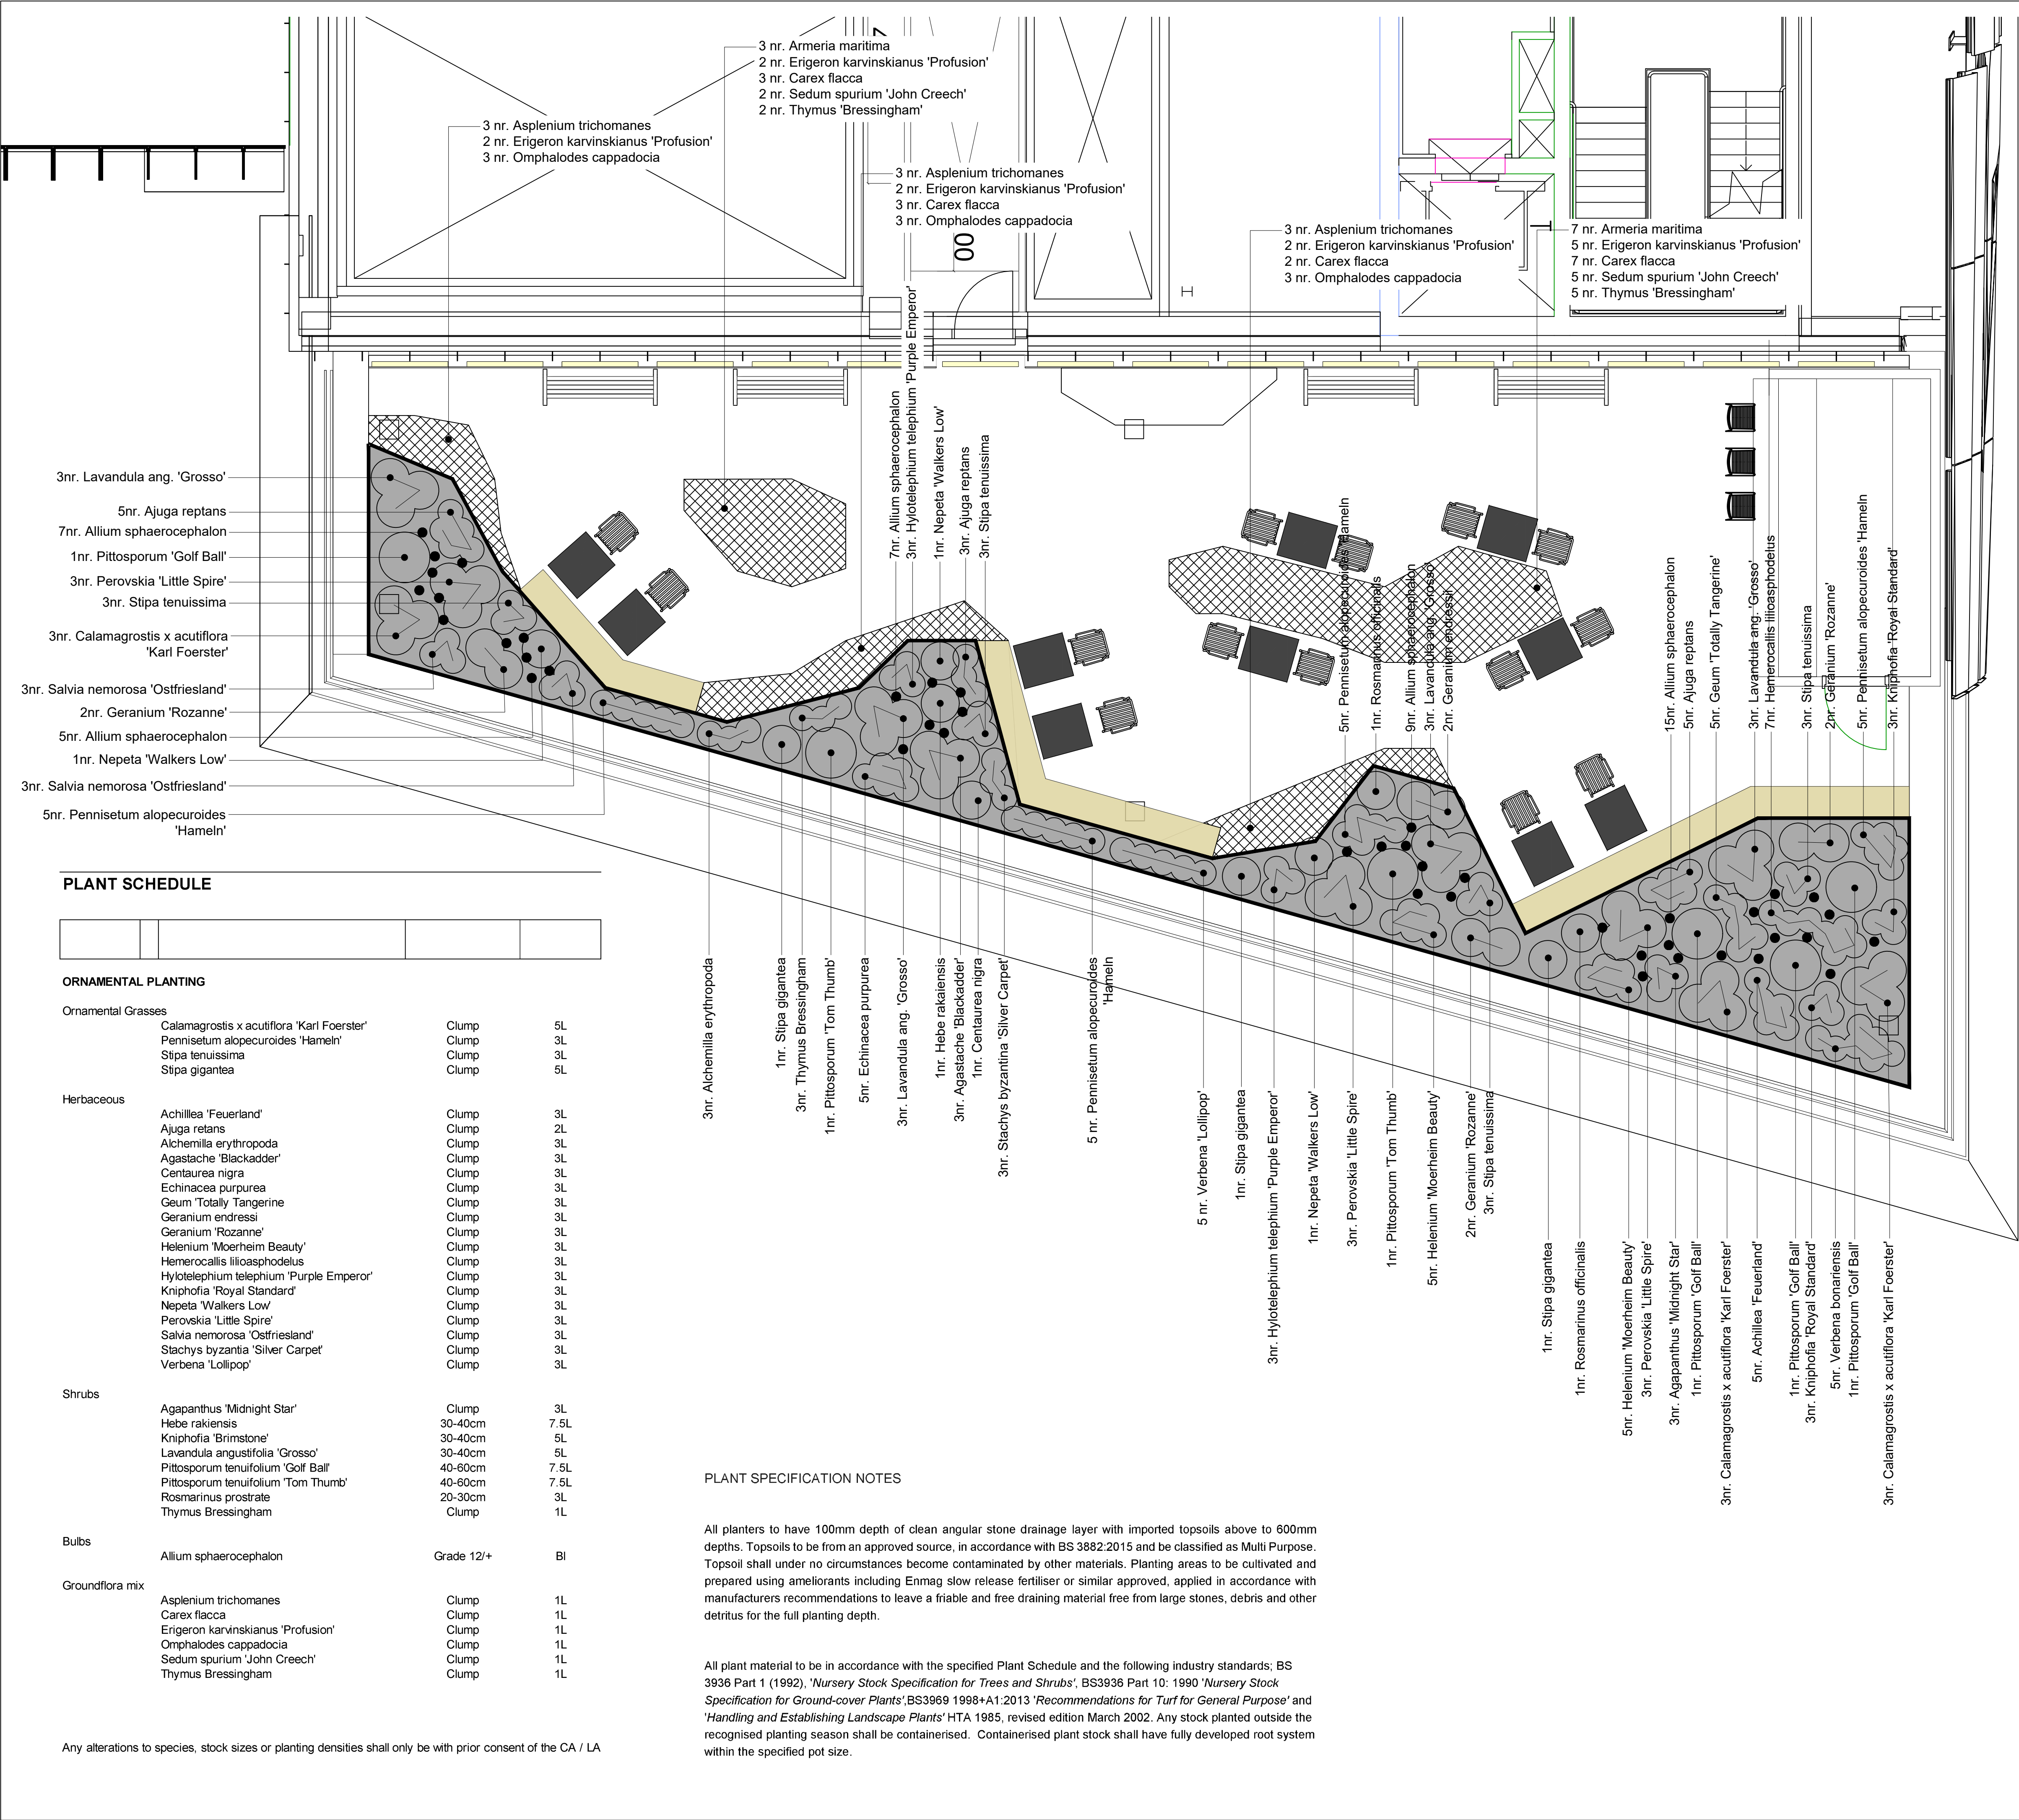 3 nr. Armeria maritima
2 nr. Erigeron karvinskianus 'Profusion'
3 nr. Carex flacca
2 nr. Sedum spurium 'John Creech'
2 nr. Thymus 'Bressingham'
3 nr. Asplenium trichomanes
2 nr. Erigeron karvinskianus 'Profusion'
3 nr. Omphalodes cappadocia
3 nr. Asplenium trichomanes
2 nr. Erigeron karvinskianus 'Profusion'
3 nr. Carex flacca
3 nr. Omphalodes cappadocia
00
3 nr. Asplenium trichomanes
2 nr. Erigeron karvinskianus 'Profusion'
2 nr. Carex flacca
3 nr. Omphalodes cappadocia
7 nr. Armeria maritima
5 nr. Erigeron karvinskianus 'Profusion'
7 nr. Carex flacca
5 nr. Sedum spurium 'John Creech'
5 nr. Thymus 'Bressingham'
3nr. Lavandula ang. 'Grosso'
5nr. Ajuga reptans
7nr. Allium sphaerocephalon
1nr. Pittosporum 'Golf Ball'
3nr. Perovskia 'Little Spire'
3nr. Stipa tenuissima
3nr. Calamagrostis x acutiflora
'Karl Foerster'
3nr. Salvia nemorosa 'Ostfriesland'
2nr. Geranium 'Rozanne'
5nr. Allium sphaerocephalon
1nr. Nepeta 'Walkers Low'
3nr. Salvia nemorosa 'Ostfriesland'
5nr. Pennisetum alopecuroides
'Hameln'
7nr. Allium sphaerocephalon
3nr. Hylotelephium telephium 'Purple Emperor'
1nr. Nepeta 'Walkers Low'
3nr. Ajuga reptans
3nr. Stipa tenuissima
5nr. Pennisetum alopecuroides 'Hameln
1nr. Rosmarinus officinalis
9nr. Allium sphaerocephalon
3nr. Lavandula ang. 'Grosso'
2nr. Geranium endressii
15nr. Allium sphaerocephalon
5nr. Ajuga reptans
5nr. Geum 'Totally Tangerine'
3nr. Lavandula ang. 'Grosso'
7nr. Hemerocallis lilioasphodelus
3nr. Stipa tenuissima
2nr. Geranium 'Rozanne'
5nr. Pennisetum alopecuroides 'Hameln
3nr. Kniphofia 'Royal Standard'
3nr. Alchemilla erythropoda
1nr. Stipa gigantea
3nr. Thymus Bressingham
1nr. Pittosporum 'Tom Thumb'
5nr. Echinacea purpurea
3nr. Lavandula ang. 'Grosso'
1nr. Hebe rakaiensis
3nr. Agastache 'Blackadder'
1nr. Centaurea nigra
3nr. Stachys byzantina 'Silver Carpet'
5 nr. Pennisetum alopecuroides
'Hameln
5 nr. Verbena 'Lollipop'
1nr. Stipa gigantea
3nr. Hylotelephium telephium 'Purple Emperor'
1nr. Nepeta 'Walkers Low'
3nr. Perovskia 'Little Spire'
1nr. Pittosporum 'Tom Thumb'
5nr. Helenium 'Moerheim Beauty'
2nr. Geranium 'Rozanne'
3nr. Stipa tenuissima
1nr. Stipa gigantea
1nr. Rosmarinus officinalis
5nr. Helenium 'Moerheim Beauty'
3nr. Perovskia 'Little Spire'
3nr. Agapanthus 'Midnight Star'
1nr. Pittosporum 'Golf Ball'
3nr. Calamagrostis x acutiflora 'Karl Foerster'
5nr. Achillea 'Feuerland'
1nr. Pittosporum 'Golf Ball'
3nr. Kniphofia 'Royal Standard'
5nr. Verbena bonariensis
1nr. Pittosporum 'Golf Ball'
3nr. Calamagrostis x acutiflora 'Karl Foerster'
PLANT SCHEDULE
ORNAMENTAL PLANTING
Ornamental Grasses
Calamagrostis x acutiflora 'Karl Foerster' Clump 5L
Pennisetum alopecuroides 'Hameln' Clump 3L
Stipa tenuissima Clump 3L
Stipa gigantea Clump 5L
Herbaceous
Achilllea 'Feuerland' Clump 3L
Ajuga retans Clump 2L
Alchemilla erythropoda Clump 3L
Agastache 'Blackadder' Clump 3L
Centaurea nigra Clump 3L
Echinacea purpurea Clump 3L
Geum 'Totally Tangerine Clump 3L
Geranium endressi Clump 3L
Geranium 'Rozanne' Clump 3L
Helenium 'Moerheim Beauty' Clump 3L
Hemerocallis lilioasphodelus Clump 3L
Hylotelephium telephium 'Purple Emperor' Clump 3L
Kniphofia 'Royal Standard' Clump 3L
Nepeta 'Walkers Low' Clump 3L
Perovskia 'Little Spire' Clump 3L
Salvia nemorosa 'Ostfriesland' Clump 3L
Stachys byzantia 'Silver Carpet' Clump 3L
Verbena 'Lollipop' Clump 3L
Shrubs
Agapanthus 'Midnight Star' Clump 3L
Hebe rakiensis 30-40cm 7.5L
Kniphofia 'Brimstone' 30-40cm 5L
Lavandula angustifolia 'Grosso' 30-40cm 5L
Pittosporum tenuifolium 'Golf Ball' 40-60cm 7.5L
Pittosporum tenuifolium 'Tom Thumb' 40-60cm 7.5L
Rosmarinus prostrate 20-30cm 3L
Thymus Bressingham Clump 1L
Bulbs
Allium sphaerocephalon Grade 12/+ Bl
Groundflora mix
Asplenium trichomanes Clump 1L
Carex flacca Clump 1L
Erigeron karvinskianus 'Profusion' Clump 1L
Omphalodes cappadocia Clump 1L
Sedum spurium 'John Creech' Clump 1L
Thymus Bressingham Clump 1L
Any alterations to species, stock sizes or planting densities shall only be with prior consent of the CA / LA
PLANT SPECIFICATION NOTES
All planters to have 100mm depth of clean angular stone drainage layer with imported topsoils above to 600mm
depths. Topsoils to be from an approved source, in accordance with BS 3882:2015 and be classified as Multi Purpose.
Topsoil shall under no circumstances become contaminated by other materials. Planting areas to be cultivated and
prepared using ameliorants including Enmag slow release fertiliser or similar approved, applied in accordance with
manufacturers recommendations to leave a friable and free draining material free from large stones, debris and other
detritus for the full planting depth.
All plant material to be in accordance with the specified Plant Schedule and the following industry standards; BS
3936 Part 1 (1992), 'Nursery Stock Specification for Trees and Shrubs', BS3936 Part 10: 1990 'Nursery Stock
Specification for Ground-cover Plants',BS3969 1998+A1:2013 'Recommendations for Turf for General Purpose' and
'Handling and Establishing Landscape Plants' HTA 1985, revised edition March 2002. Any stock planted outside the
recognised planting season shall be containerised. Containerised plant stock shall have fully developed root system
within the specified pot size.